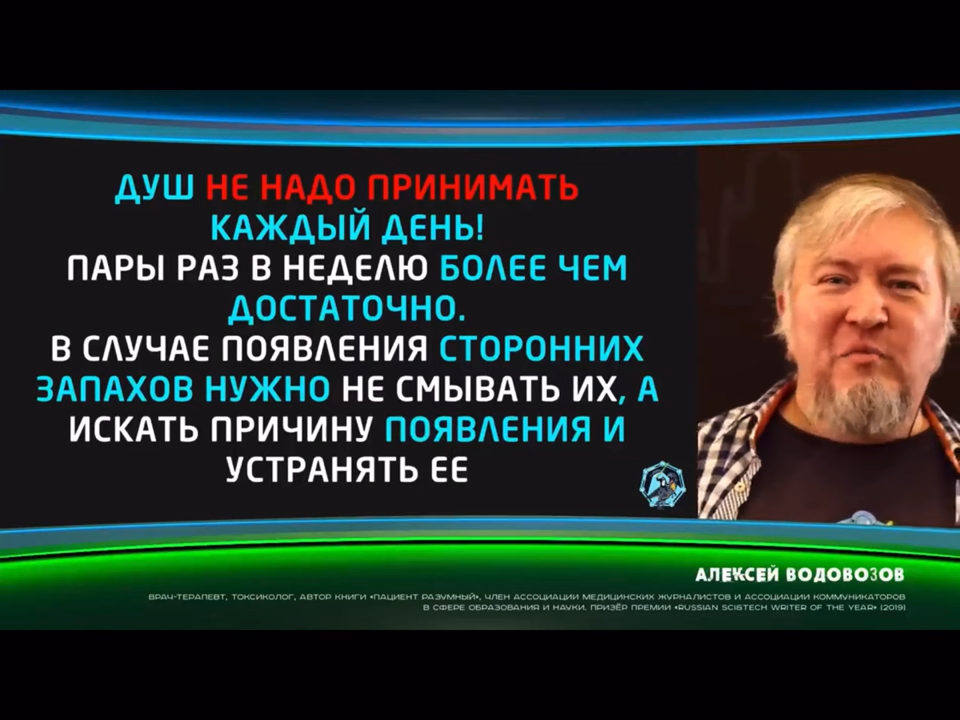 ДУШ НЕ НАДО ПРИНИМАТЬ
КАЖДЫЙ ДЕНЬ!
ПАРЫ РАЗ В НЕДЕЛЮ БОЛЕЕ ЧЕМ
ДОСТАТОЧНО.
В СЛУЧАЕ ПОЯВЛЕНИЯ СТОРОННИХ
ЗАПАХОВ НУЖНО НЕ СМЫВАТЬ ИХ, А
ИСКАТЬ ПРИЧИНУ ПОЯВЛЕНИЯ И
УСТРАНЯТЬ ЕЕ
АЛЕКСЕЙ ВОДОВОЗОВ
ВРАЧ-ТЕРАПЕВТ, ТОКСИКОЛОГ, АВТОР КНИГИ «ПАЦИЕНТ РАЗУМНЫЙ», ЧЛЕН АССОЦИАЦИИ МЕДИЦИНСКИХ ЖУРНАЛИСТОВ И АССОЦИАЦИИ КОММУНИКАТОРОВ
В СФЕРЕ ОБРАЗОВАНИЯ И НАУКИ. ПРИЗЁР ПРЕМИИ «RUSSIAN SCI&TECH WRITER OF THE YEAR» (2019)